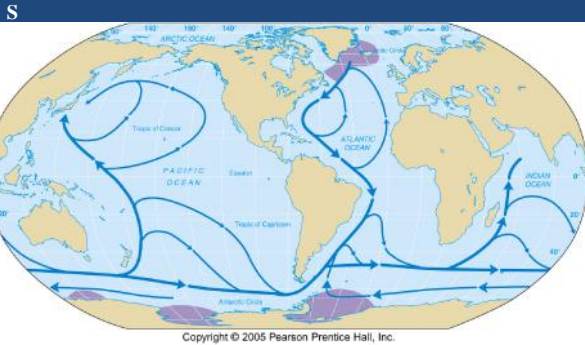 S
ARCTIC OCEAN
Tropic of Cancer
ATLANTIC
OCEAN
PACIFIC
OCEAN
Equator
INDIAN
OCEAN
Tropic of Capricorn
Antarctic Circle
Copyright © 2005 Pearson Prentice Hall, Inc.